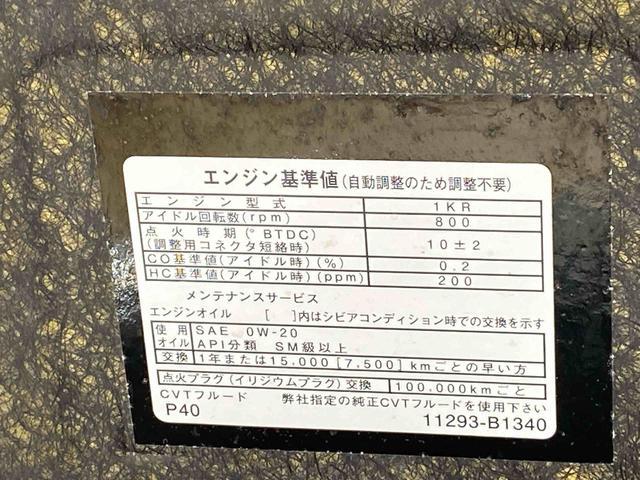 エンジン基準値(自動調整のため調整不要)
エンジン型式 1KR
アイドル回転数(rpm) 800
点火時期(°BTDC)
(調整用コネクタ短絡時) 10±2
CO基準値(アイドル時)(%) 0.2
HC基準値(アイドル時)(ppm) 200
メンテナンスサービス
エンジンオイル [ ]内はシビアコンディション時での交換を示す
使用 SAE 0W-20
オイル API分類 SM級以上
交換 1年または15.000[7.500]kmごとの早い方
点火プラグ(イリジウムプラグ)交換 100.000kmごと
CVTフルード 弊社指定の純正CVTフルードを使用下さい
P40 11293-B1340